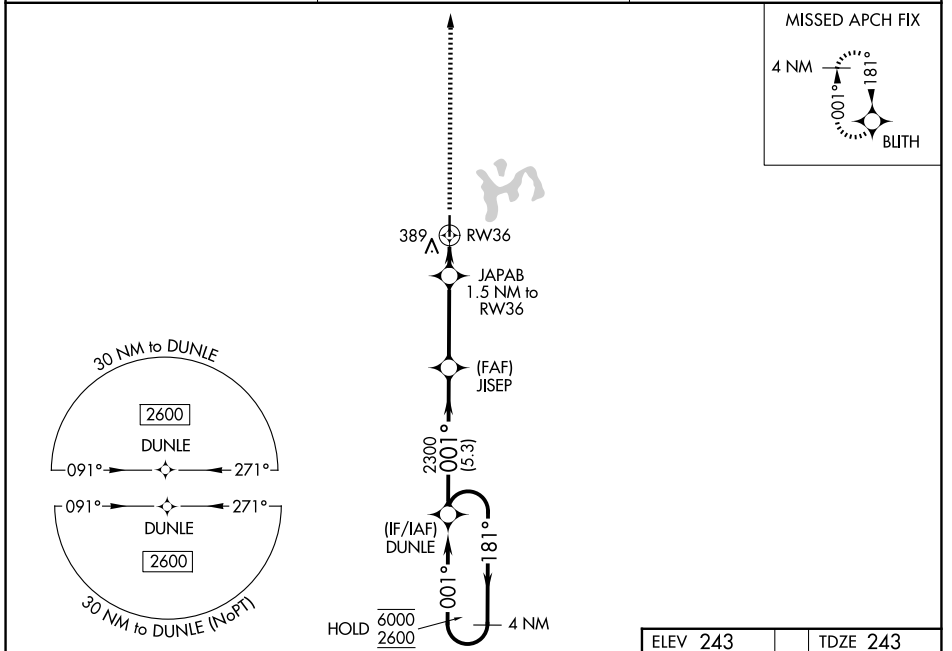 MISSED APCH FIX
4 NM
001°
181°
BLITH
389
RW36
JAPAB
1.5 NM to
RW36
(FAF)
JISEP
2300
001°
(5.3)
30 NM to DUNLE
2600
DUNLE
091°
271°
091°
271°
DUNLE
2600
30 NM to DUNLE (NoPT)
(IF/IAF)
DUNLE
001°
181°
HOLD
6000
2600
4 NM
ELEV 243
TDZE 243